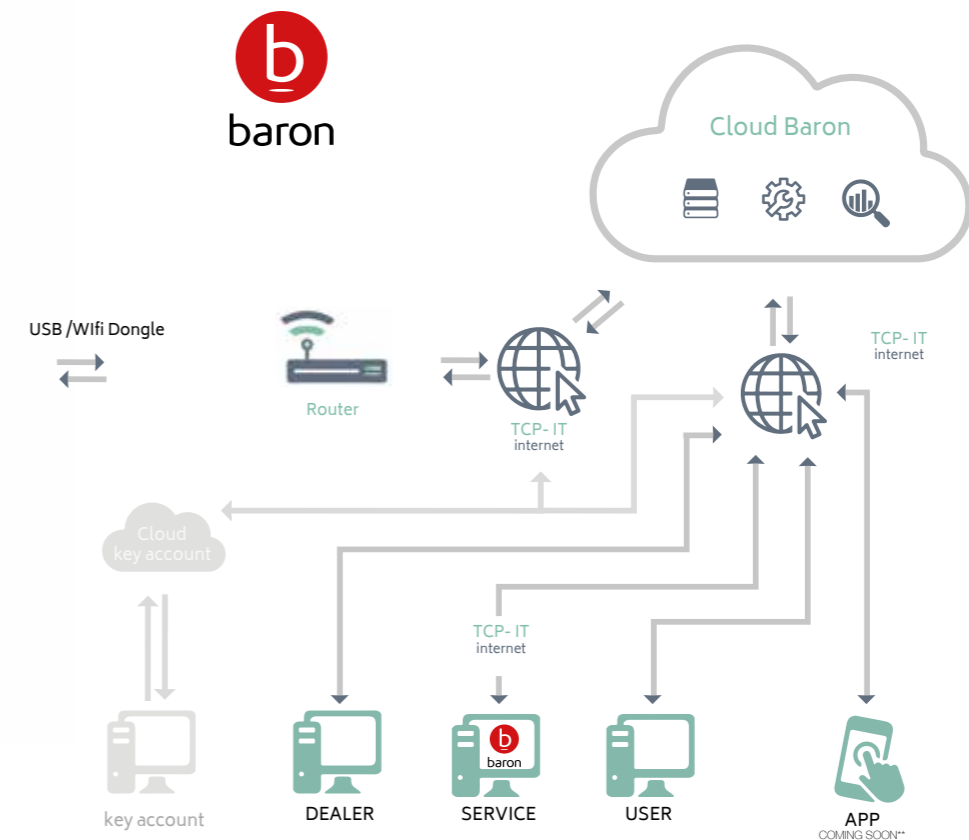 b
baron
Cloud Baron
USB /WIfi Dongle
Router
TCP- IT
internet
TCP- IT
internet
Cloud
key account
TCP- IT
internet
b
baron
key account
DEALER
SERVICE
USER
APP
COMING SOON**